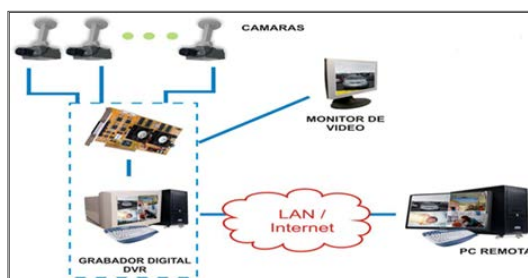 CAMARAS
MONITOR DE
VIDEO
LAN /
Internet
GRABADOR DIGITAL
DVR
PC REMOTA